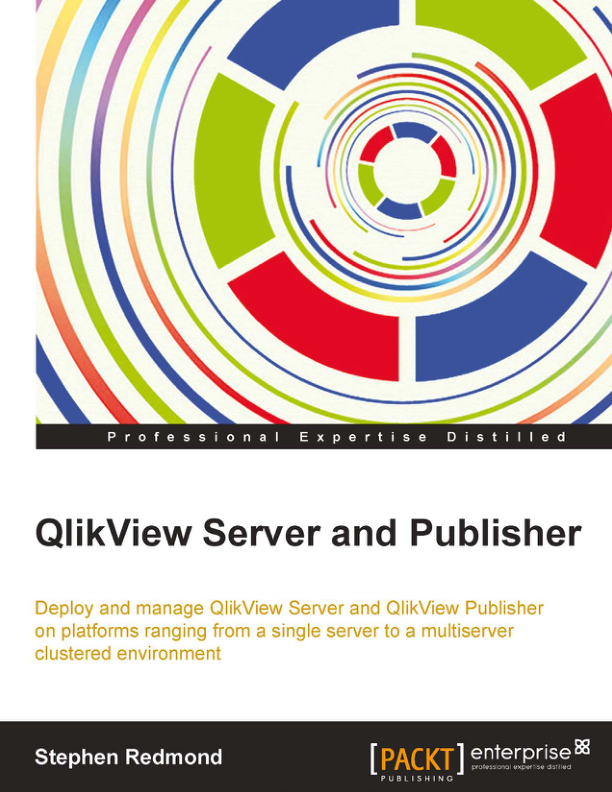 Professional Expertise Distilled
QlikView Server and Publisher
Deploy and manage QlikView Server and QlikView Publisher
on platforms ranging from a single server to a multiserver
clustered environment
Stephen Redmond
[PACKT] enterprise
PUBLISHING professional expertise distilled